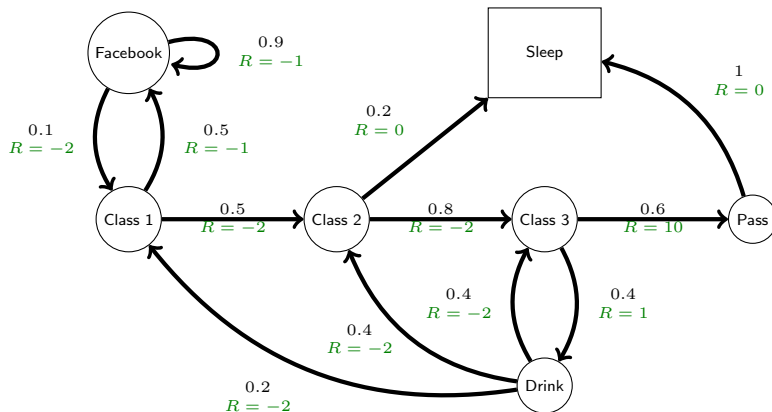 Facebook
0.9
R = −1
Sleep
1
R = 0
0.1
R = −2
0.5
R = −1
0.2
R = 0
Class 1
0.5
R = −2
Class 2
0.8
R = −2
Class 3
0.6
R = 10
Pass
0.4
R = −2
0.4
R = −2
0.4
R = 1
0.2
R = −2
Drink